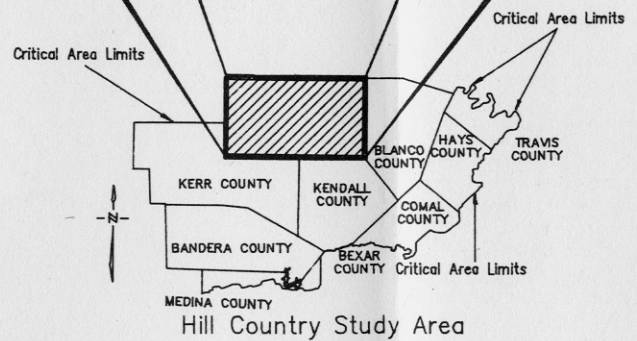 Critical Area Limits
Critical Area Limits
BLANCO
COUNTY
HAYS
COUNTY
TRAVIS
COUNTY
KERR COUNTY
KENDALL
COUNTY
COMAL
COUNTY
-N-
BANDERA COUNTY
BEXAR
COUNTY
Critical Area Limits
MEDINA COUNTY
Hill Country Study Area